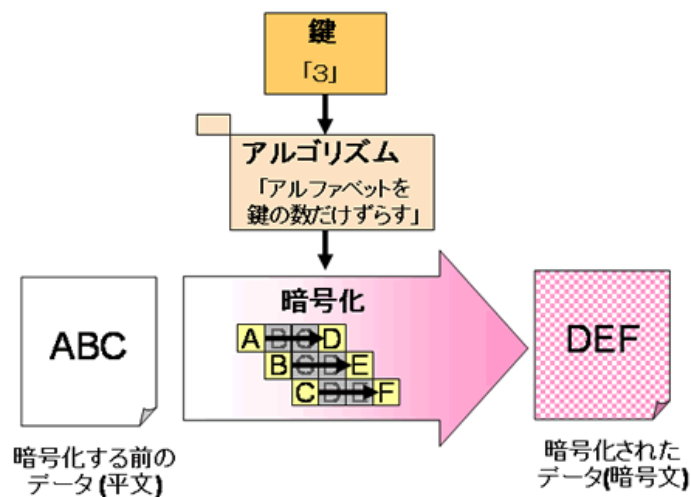 鍵
「3」
アルゴリズム
「アルファベットを
鍵の数だけずらす」
暗号化
ABC
A B C D
B C D E
C D E F
DEF
暗号化する前の
データ(平文)
暗号化された
データ(暗号文)